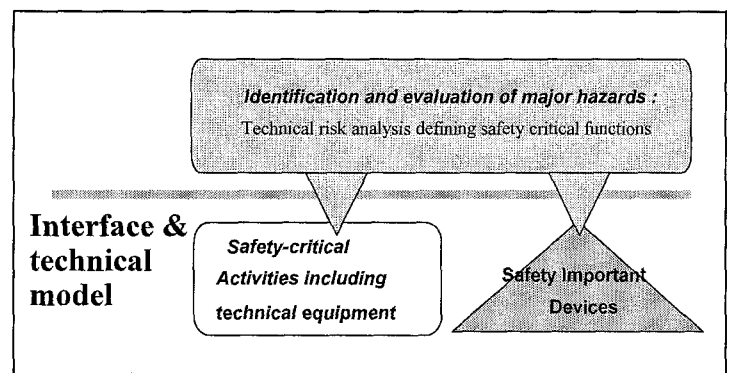 Identification and evaluation of major hazards :
Technical risk analysis defining safety critical functions
Interface &
technical
model
Safety-critical
Activities including
technical equipment
Safety Important
Devices